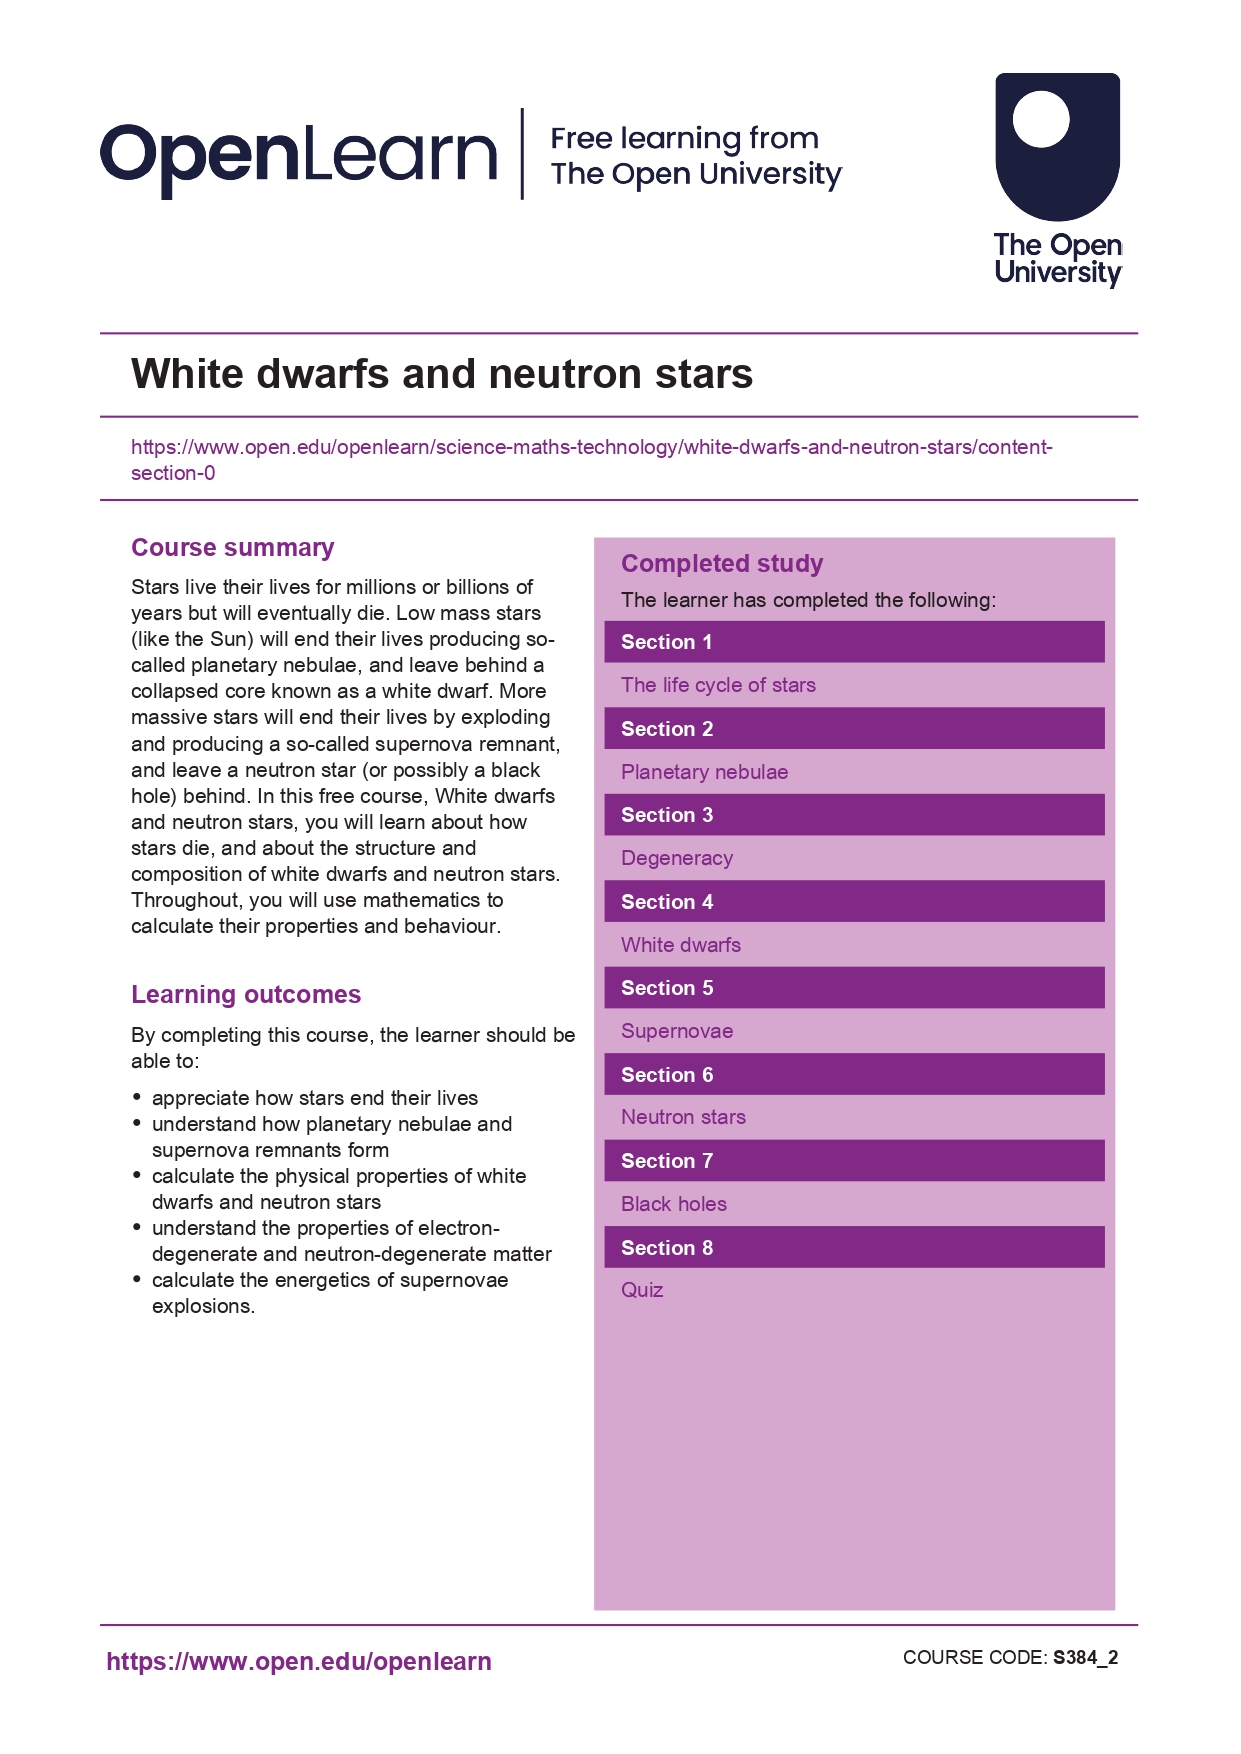 OpenLearn
Free learning from
The Open University
The Open
University
White dwarfs and neutron stars
https://www.open.edu/openlearn/science-maths-technology/white-dwarfs-and-neutron-stars/content-
section-0
Course summary
Stars live their lives for millions or billions of
years but will eventually die. Low mass stars
(like the Sun) will end their lives producing so-
called planetary nebulae, and leave behind a
collapsed core known as a white dwarf. More
massive stars will end their lives by exploding
and producing a so-called supernova remnant,
and leave a neutron star (or possibly a black
hole) behind. In this free course, White dwarfs
and neutron stars, you will learn about how
stars die, and about the structure and
composition of white dwarfs and neutron stars.
Throughout, you will use mathematics to
calculate their properties and behaviour.
Learning outcomes
By completing this course, the learner should be
able to:
• appreciate how stars end their lives
• understand how planetary nebulae and
supernova remnants form
• calculate the physical properties of white
dwarfs and neutron stars
• understand the properties of electron-
degenerate and neutron-degenerate matter
• calculate the energetics of supernovae
explosions.
Completed study
The learner has completed the following:
Section 1
The life cycle of stars
Section 2
Planetary nebulae
Section 3
Degeneracy
Section 4
White dwarfs
Section 5
Supernovae
Section 6
Neutron stars
Section 7
Black holes
Section 8
Quiz
https://www.open.edu/openlearn
COURSE CODE: S384_2